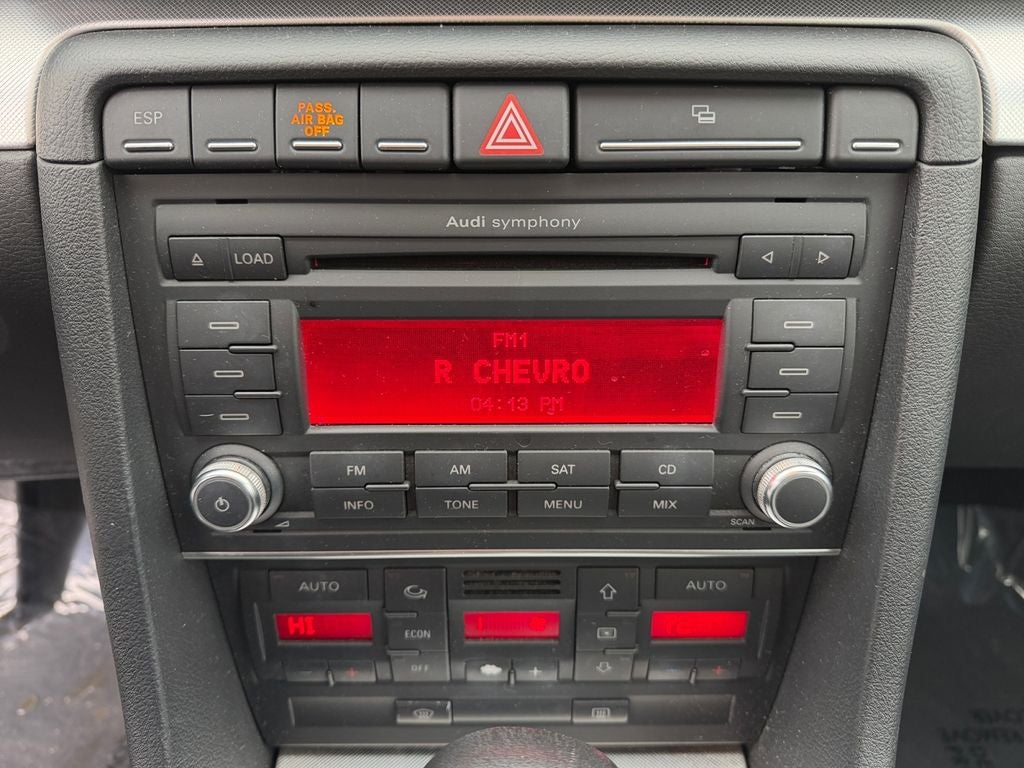 ESP
PASS.
AIR BAG
OFF
Audi symphony
LOAD
FM1
R CHEVRO
04:13 PM
FM AM SAT CD
INFO TONE MENU MIX
SCAN
AUTO AUTO
HI
ECON
OFF